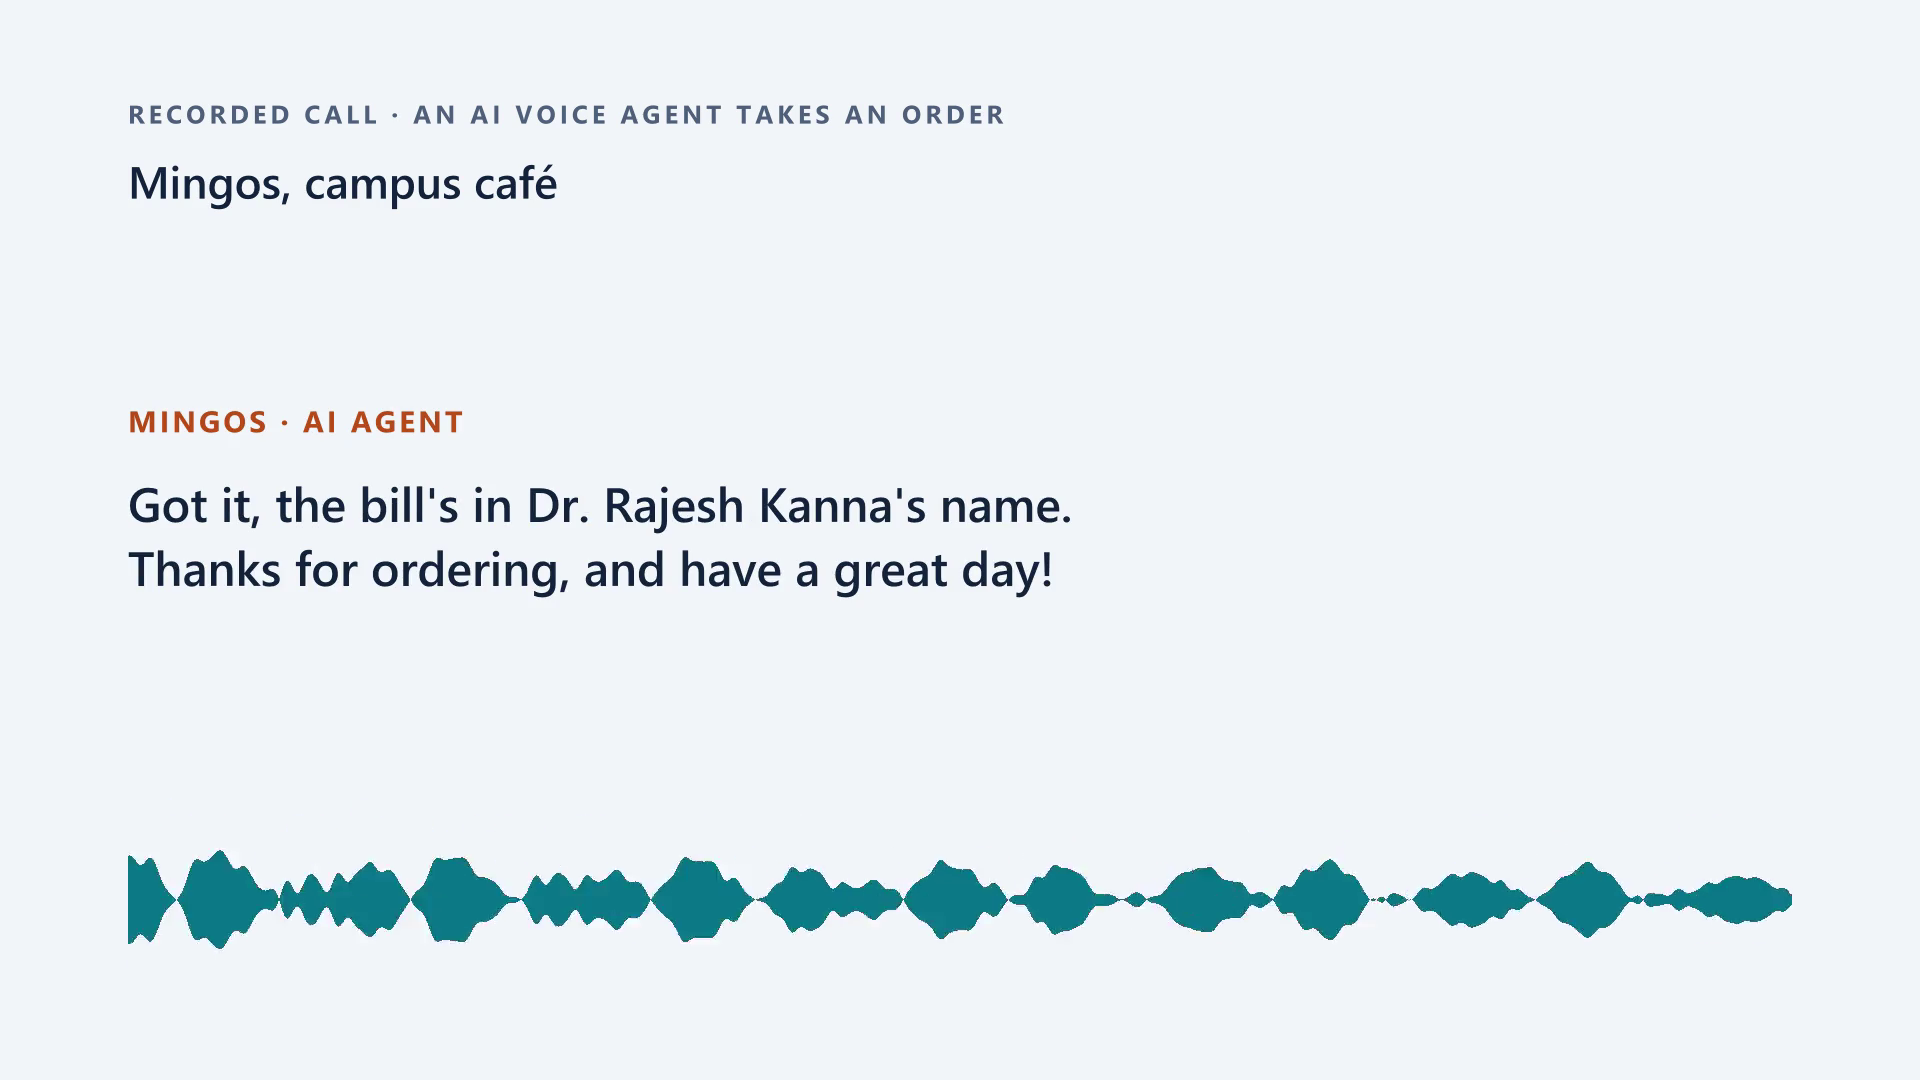 RECORDED CALL · AN AI VOICE AGENT TAKES AN ORDER
Mingos, campus café
MINGOS · AI AGENT
Got it, the bill's in Dr. Rajesh Kanna's name.
Thanks for ordering, and have a great day!